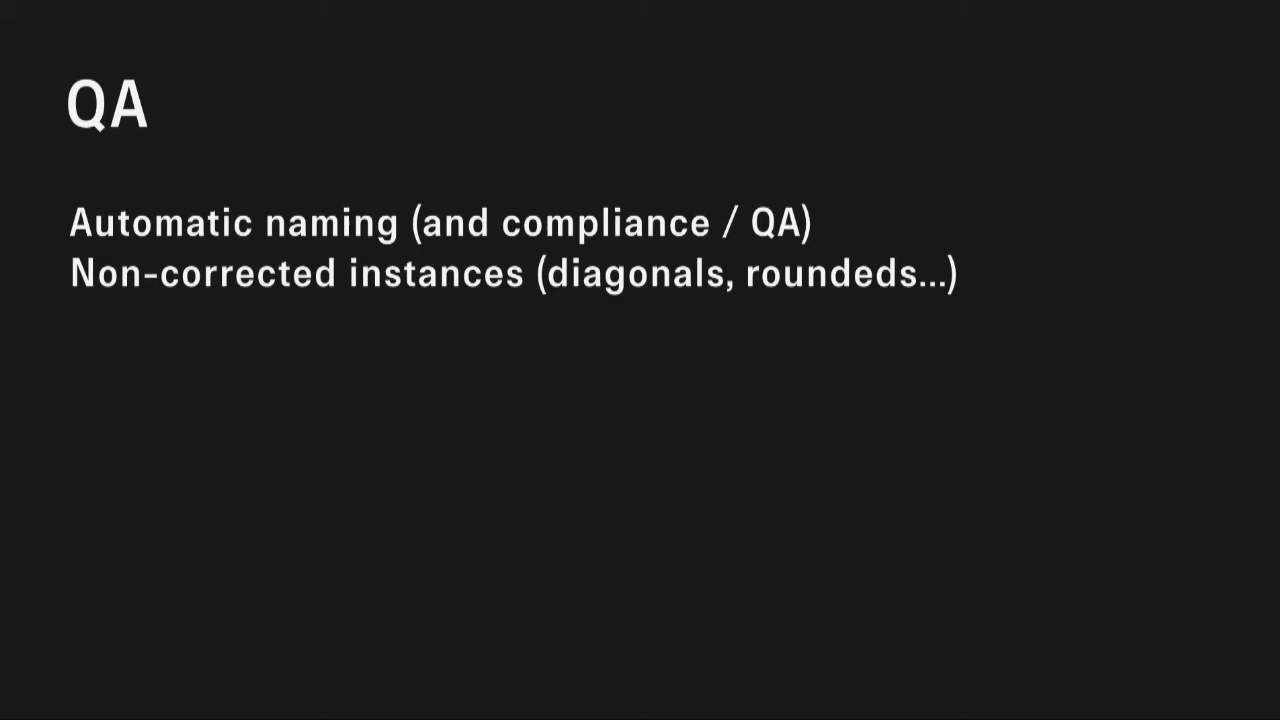 QA
Automatic naming (and compliance / QA)
Non-corrected instances (diagonals, roundeds...)